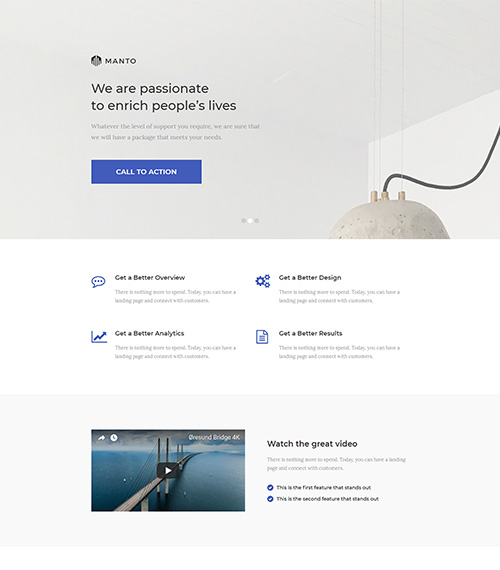 MANTO
We are passionate
to enrich people's lives
Whatever the level of support you require, we are sure that
we will have a package that meets your needs.
CALL TO ACTION
Get a Better Overview
There is nothing more to spend. Today, you can have a
landing page and connect with customers.
Get a Better Design
There is nothing more to spend. Today, you can have a
landing page and connect with customers.
Get a Better Analytics
There is nothing more to spend. Today, you can have a
landing page and connect with customers.
Get a Better Results
There is nothing more to spend. Today, you can have a
landing page and connect with customers.
Øresund Bridge 4K
Watch the great video
There is nothing more to spend. Today, you can have a landing
page and connect with customers.
This is the first feature that stands out
This is the second feature that stands out